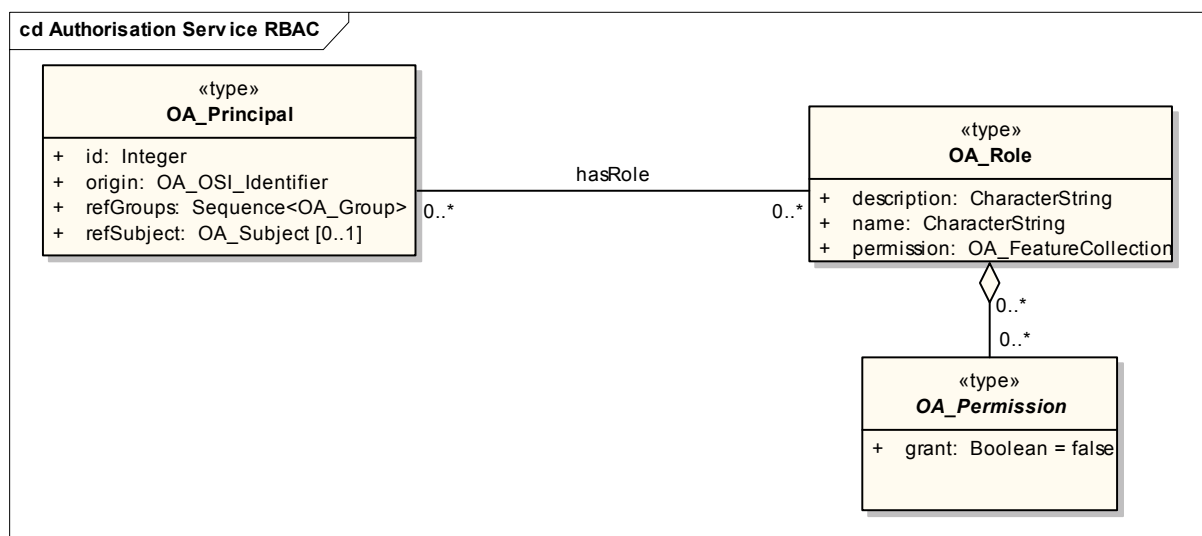 cd Authorisation Service RBAC
«type»
OA_Principal
+ id: Integer
+ origin: OA_OSI_Identifier
+ refGroups: Sequence<OA_Group>
+ refSubject: OA_Subject [0..1]
hasRole
0..*
0..*
«type»
OA_Role
+ description: CharacterString
+ name: CharacterString
+ permission: OA_FeatureCollection
0..*
0..*
«type»
OA_Permission
+ grant: Boolean = false